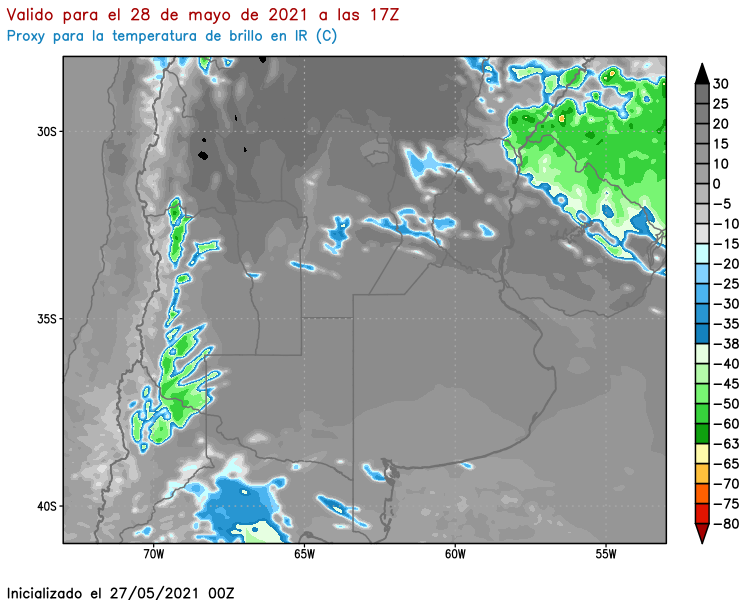 Valido para el 28 de mayo de 2021 a las 17Z
Proxy para la temperatura de brillo en IR (C)
30S
35S
40S
70W
65W
60W
55W
30
25
20
15
10
0
−5
−10
−15
−20
−25
−30
−35
−38
−40
−45
−50
−60
−63
−65
−70
−75
−80
Inicializado el 27/05/2021 00Z